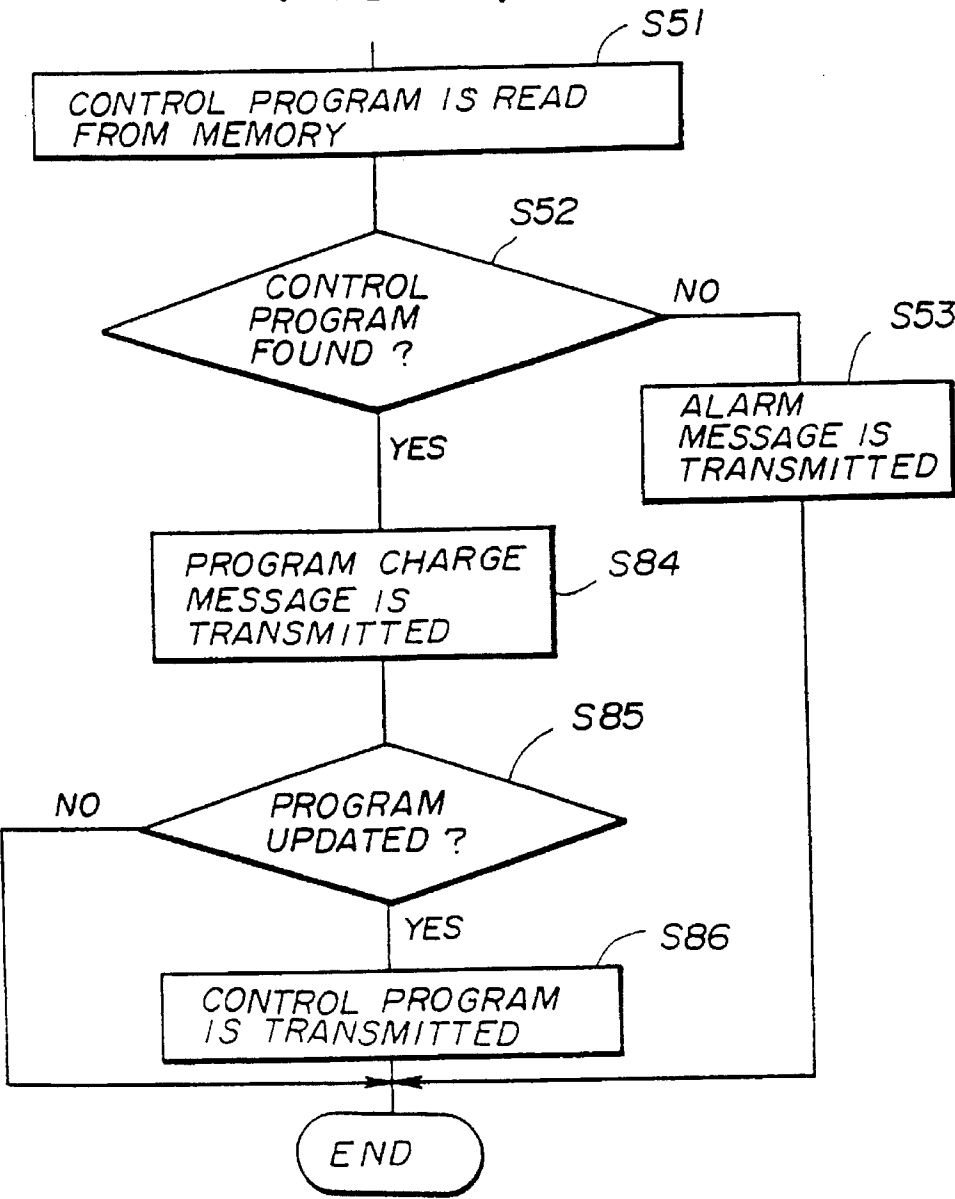 S51
CONTROL PROGRAM IS READ
FROM MEMORY
S52
CONTROL
PROGRAM
FOUND ?
NO
S53
ALARM
MESSAGE IS
TRANSMITTED
YES
PROGRAM CHARGE
MESSAGE IS
TRANSMITTED
S84
S85
NO
PROGRAM
UPDATED ?
YES
S86
CONTROL PROGRAM
IS TRANSMITTED
END